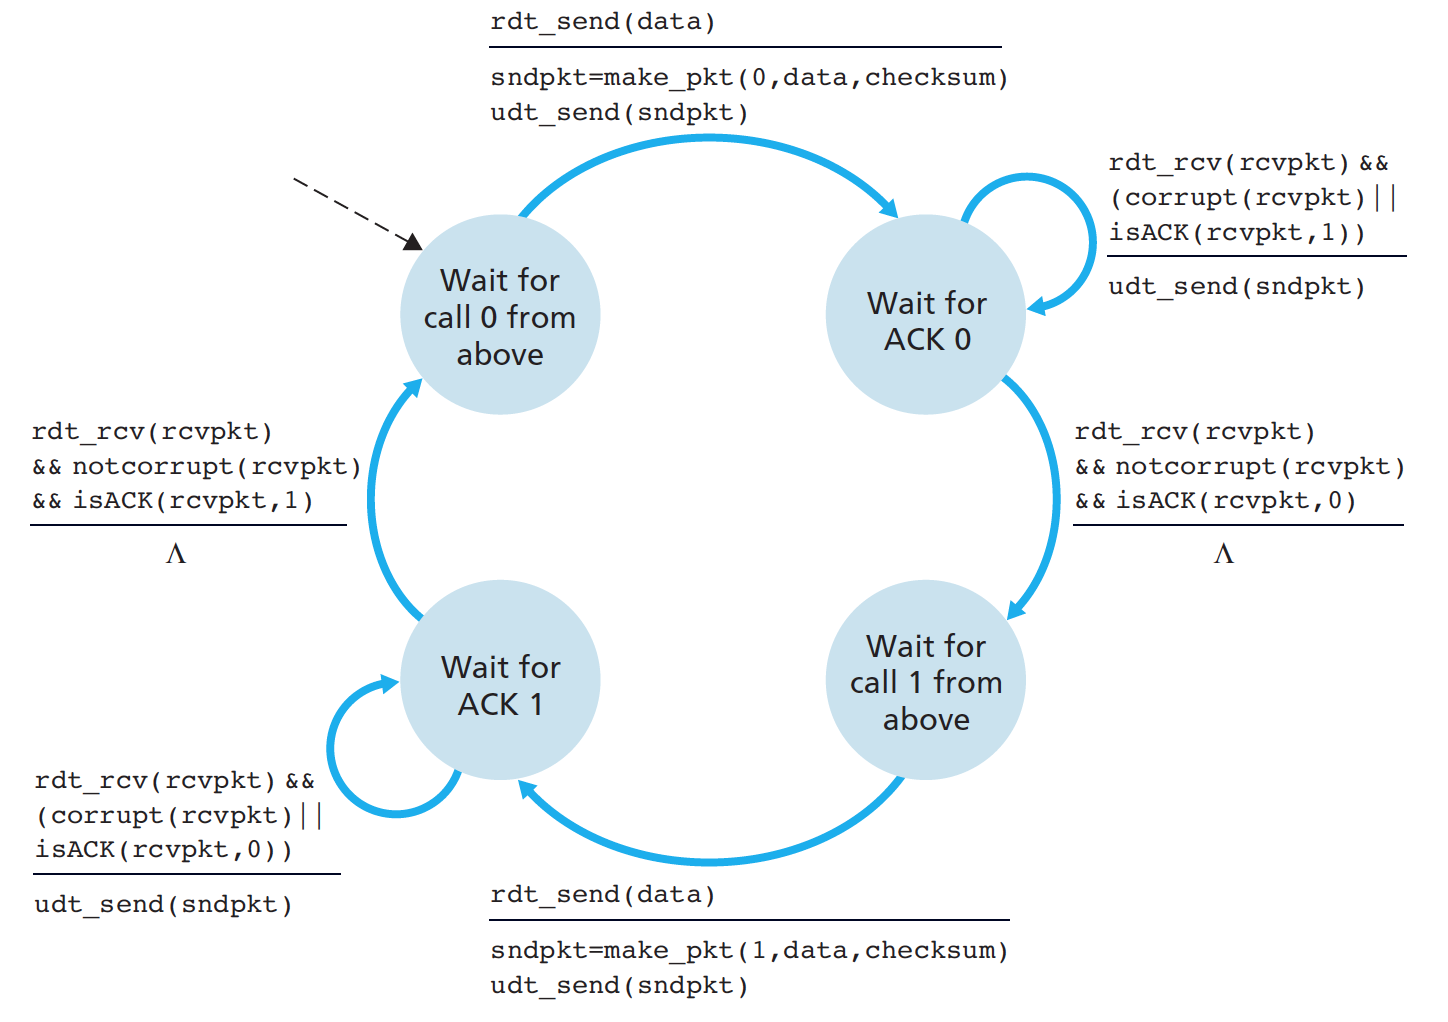 rdt_send(data)
sndpkt=make_pkt(0,data,checksum)
udt_send(sndpkt)
rdt_rcv(rcvpkt) &&
(corrupt(rcvpkt)||
isACK(rcvpkt,1))
udt_send(sndpkt)
Wait for
call 0 from
above
Wait for
ACK 0
rdt_rcv(rcvpkt)
&& notcorrupt(rcvpkt)
&& isACK(rcvpkt,1)
Λ
rdt_rcv(rcvpkt)
&& notcorrupt(rcvpkt)
&& isACK(rcvpkt,0)
Λ
Wait for
ACK 1
Wait for
call 1 from
above
rdt_rcv(rcvpkt) &&
(corrupt(rcvpkt)||
isACK(rcvpkt,0))
udt_send(sndpkt)
rdt_send(data)
sndpkt=make_pkt(1,data,checksum)
udt_send(sndpkt)